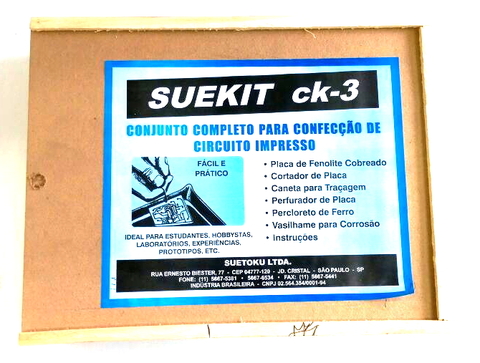 SUEKIT ck-3
CONJUNTO COMPLETO PARA CONFECÇÃO DE
CIRCUITO IMPRESSO
FÁCIL E
PRÁTICO
IDEAL PARA ESTUDANTES, HOBBYSTAS,
LABORATÓRIOS, EXPERIÊNCIAS,
PROTOTIPOS, ETC.
• Placa de Fenolite Cobreado
• Cortador de Placa
• Caneta para Traçagem
• Perfurador de Placa
• Percloreto de Ferro
• Vasilhame para Corrosão
• Instruções
SUETOKU LTDA.
RUA ERNESTO BIESTER, 77 - CEP 04777-120 - JD. CRISTAL - SÃO PAULO - SP
FONE: (11) 5667-5381 • 5667-6534 • FAX: (11) 5667-5441
INDÚSTRIA BRASILEIRA - CNPJ 02.564.354/0001-94